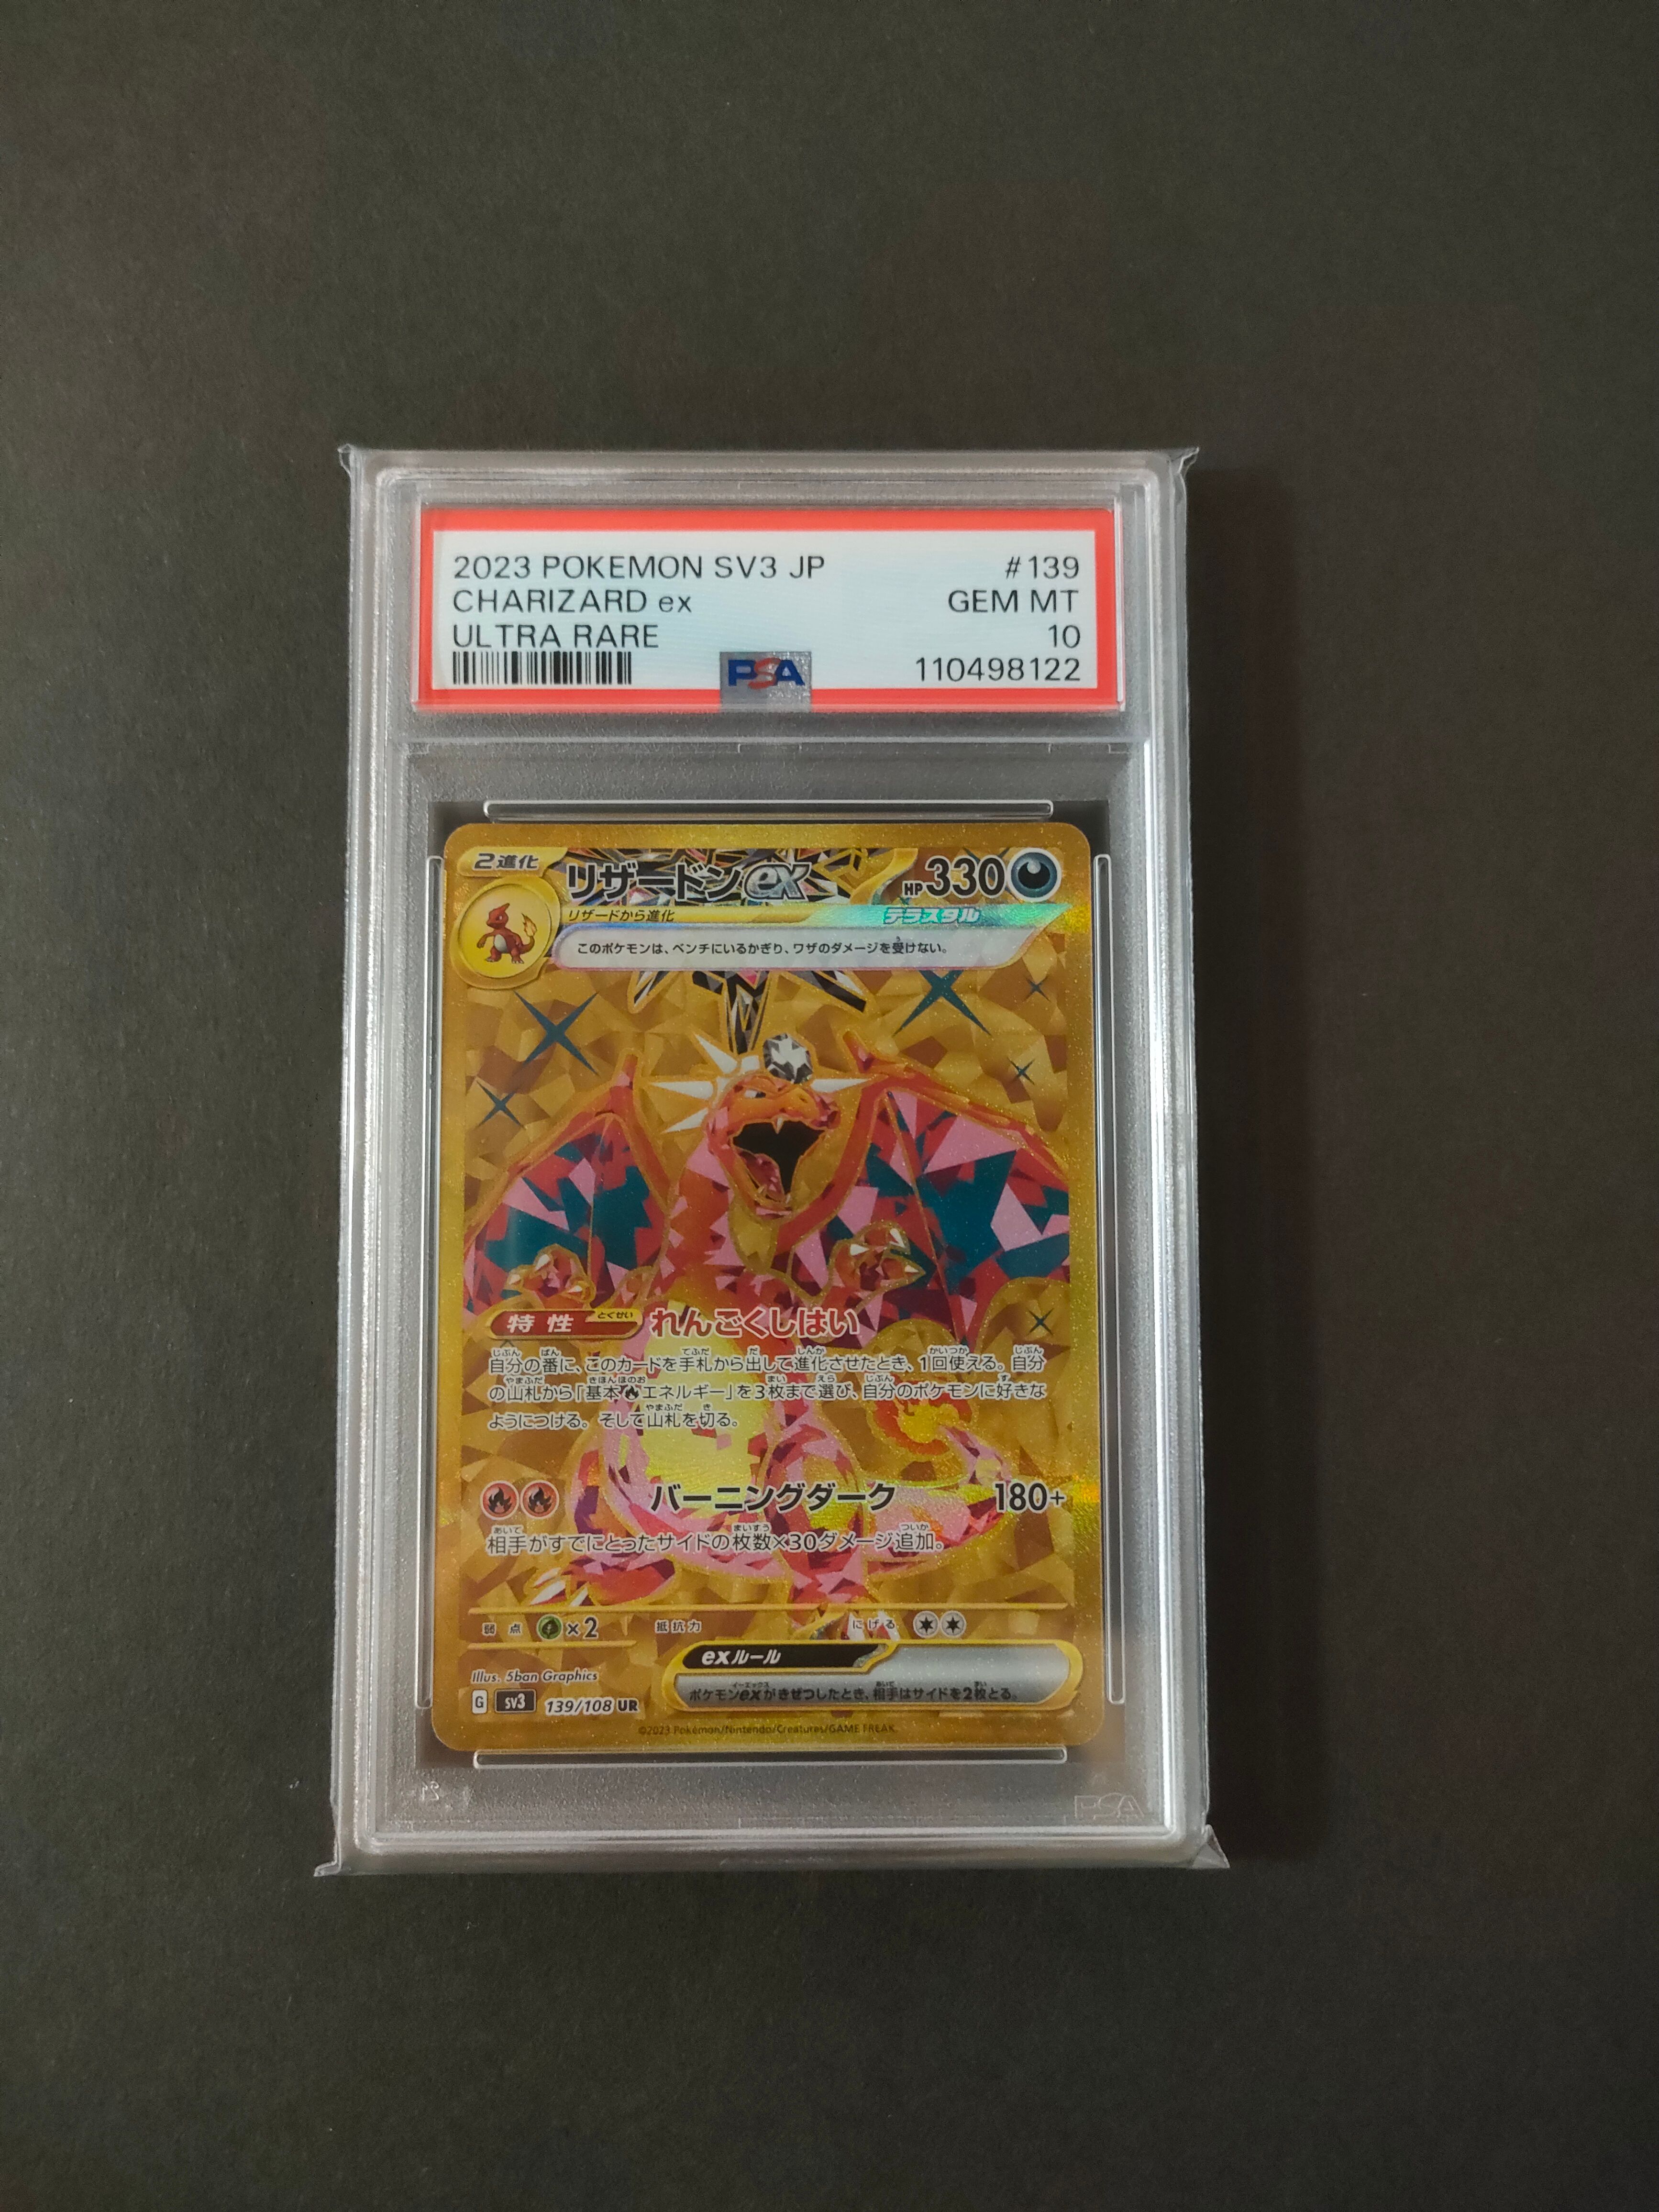 2023 POKEMON SV3 JP #139
CHARIZARD ex GEM MT
ULTRA RARE 10
PSA 110498122
2進化 リザードンex HP330
リザードから進化 テラスタル
このポケモンは、ベンチにいるかぎり、ワザのダメージを受けない。
特性 とくせい れんごくしはい
自分の番に、このカードを手札から出して進化させたとき、1回使える。自分
の山札から「基本エネルギー」を3枚まで選び、自分のポケモンに好きな
ようにつける。そして山札を切る。
バーニングダーク 180+
相手がすでにとったサイドの枚数×30ダメージ追加。
弱点 ×2 抵抗力 にげる
exルール
ポケモンexがきぜつしたとき、相手はサイドを2枚とる。
Illus. 5ban Graphics
G SV3 139/108 UR
©2023 Pokémon/Nintendo/Creatures/GAME FREAK.
PSA